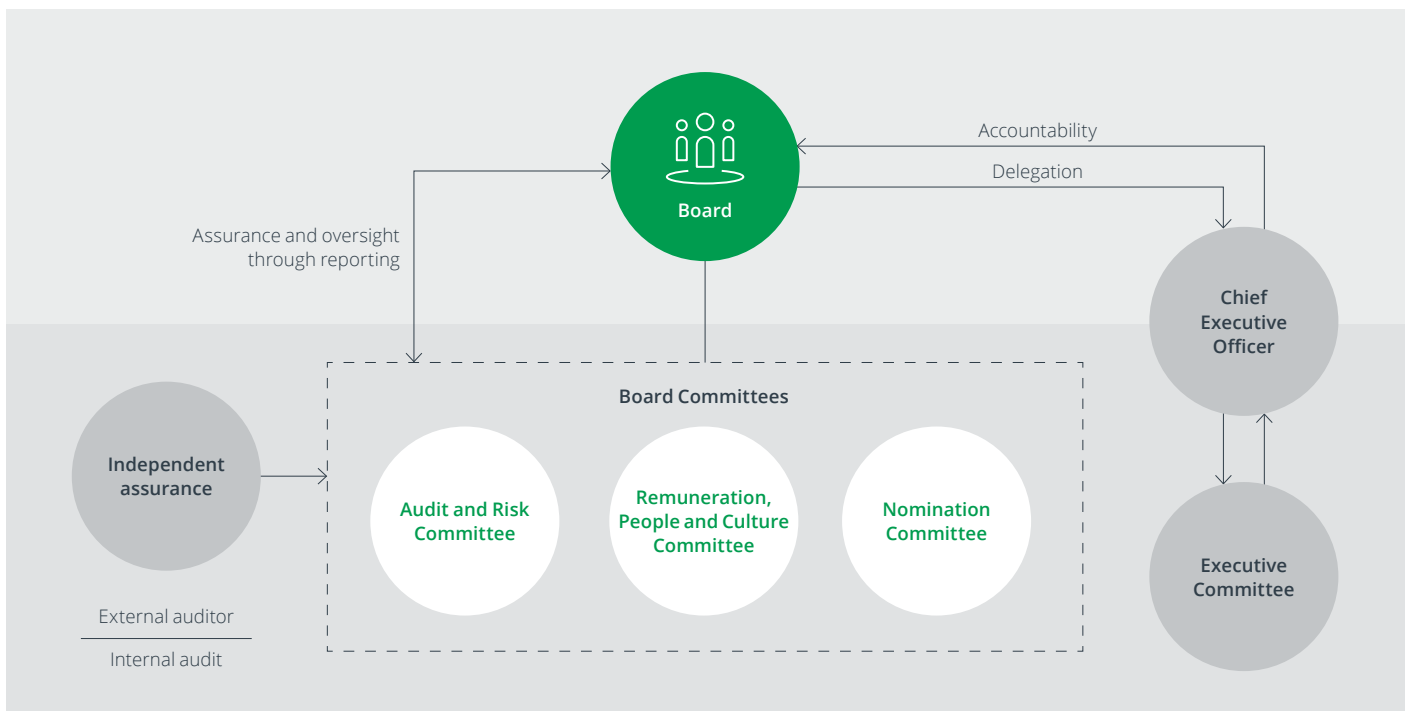 Accountability
Delegation
Board
Assurance and oversight
through reporting
Chief
Executive
Officer
Board Committees
Independent
assurance
Audit and Risk
Committee
Remuneration,
People and Culture
Committee
Nomination
Committee
Executive
Committee
External auditor
Internal audit